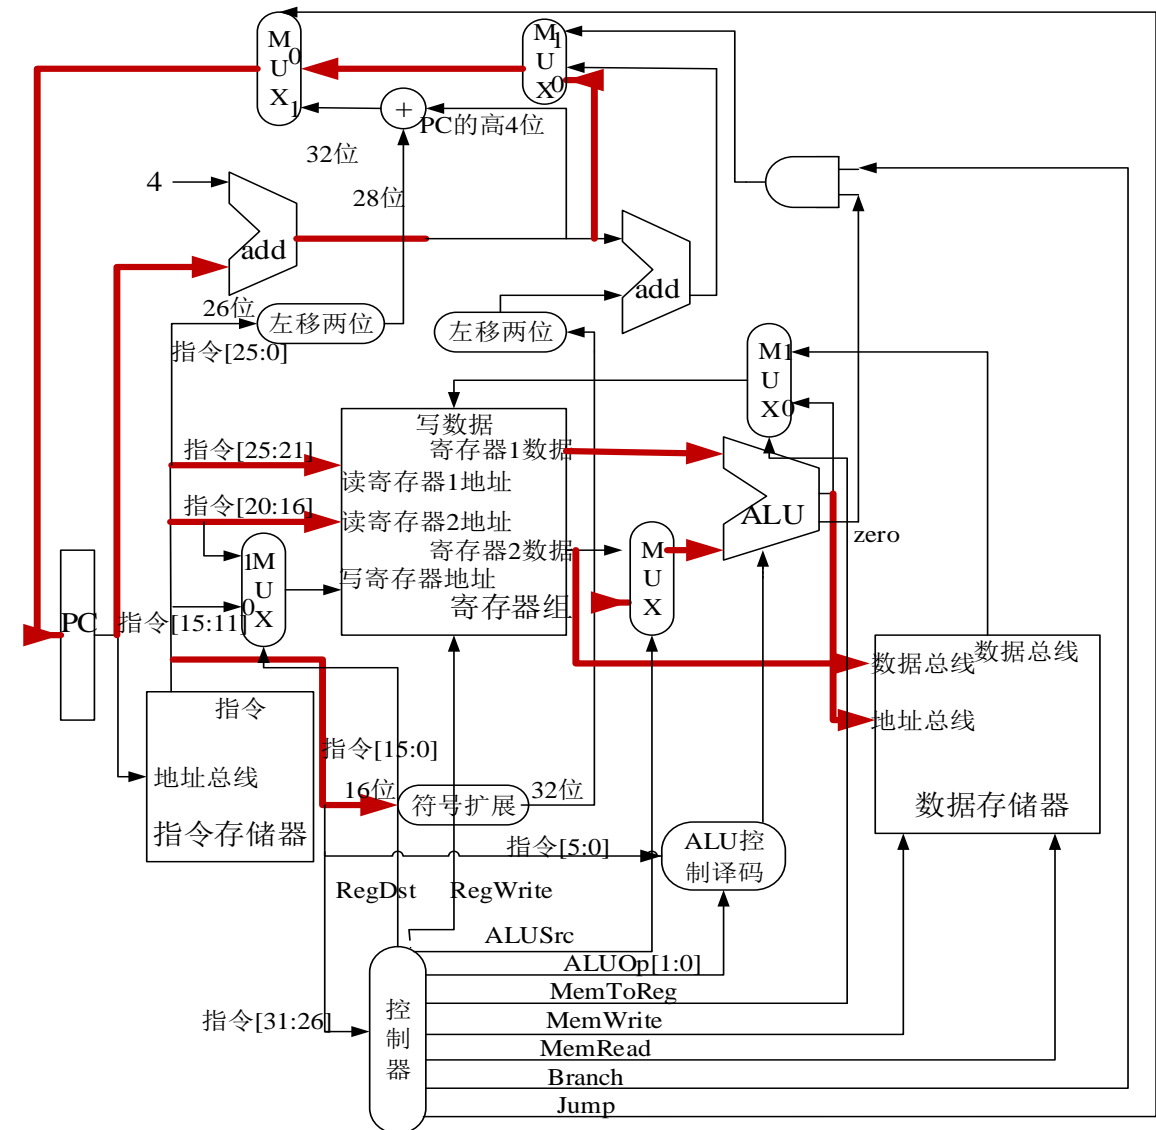 M
U
X
0
1
M
U
X
1
0
+
PC的高4位
32位
28位
4
add
add
26位
左移两位
左移两位
指令[25:0]
M
U
X
1
0
写数据
指令[25:21]
寄存器1数据
读寄存器1地址
指令[20:16]
读寄存器2地址
ALU
zero
寄存器2数据
M
U
X
1
0
M
U
X
写寄存器地址
寄存器组
PC
指令[15:11]
数据总线
数据总线
指令
地址总线
指令[15:0]
地址总线
16位
符号扩展
32位
数据存储器
指令存储器
指令[5:0]
ALU控
制译码
RegDst
RegWrite
ALUSrc
ALUOp[1:0]
MemToReg
指令[31:26]
控
制
器
MemWrite
MemRead
Branch
Jump